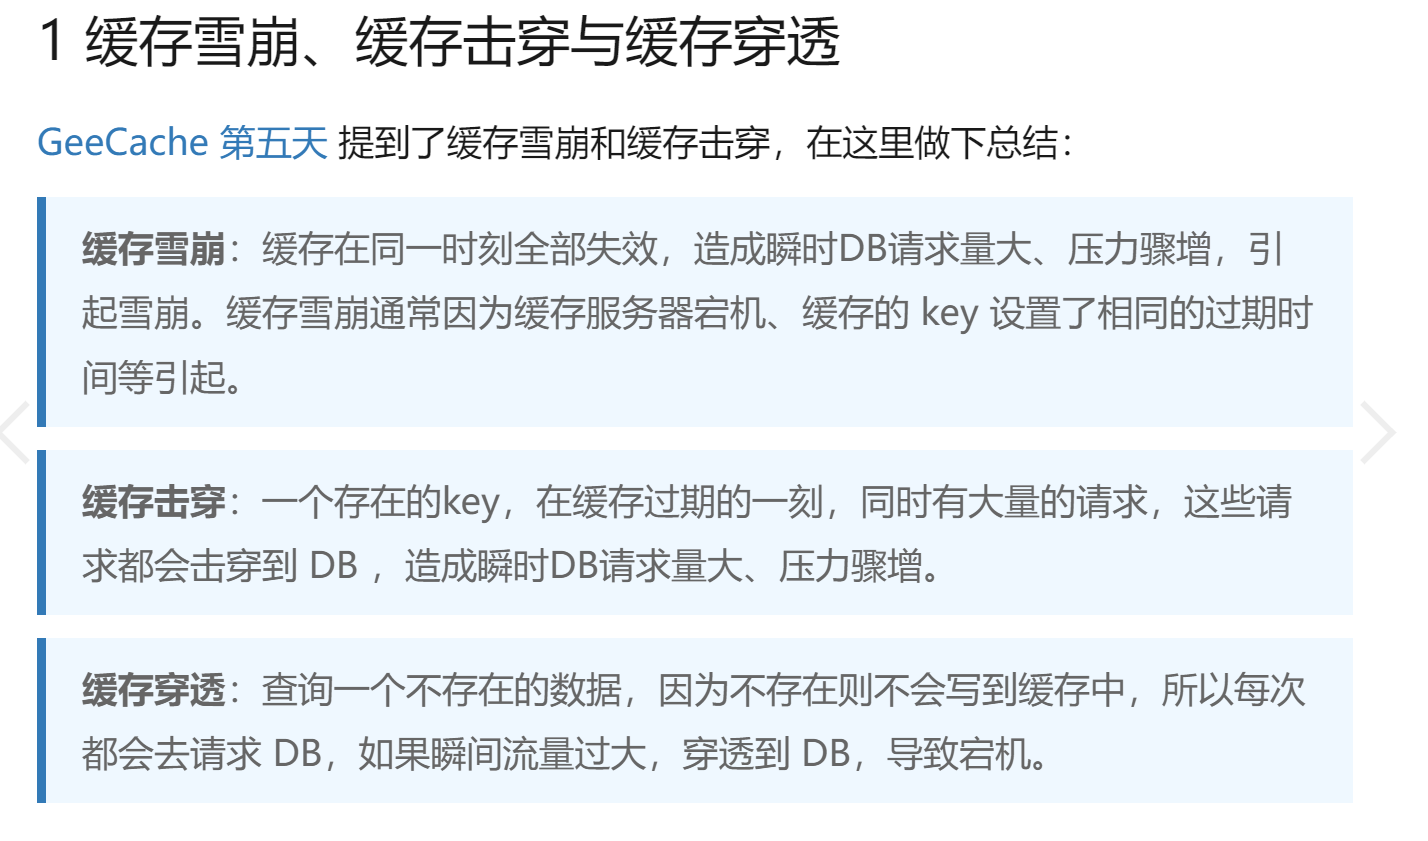 1 缓存雪崩、缓存击穿与缓存穿透
GeeCache 第五天 提到了缓存雪崩和缓存击穿，在这里做下总结：
缓存雪崩：缓存在同一时刻全部失效，造成瞬时DB请求量大、压力骤增，引
起雪崩。缓存雪崩通常因为缓存服务器宕机、缓存的 key 设置了相同的过期时
间等引起。
缓存击穿：一个存在的key，在缓存过期的一刻，同时有大量的请求，这些请
求都会击穿到 DB ，造成瞬时DB请求量大、压力骤增。
缓存穿透：查询一个不存在的数据，因为不存在则不会写到缓存中，所以每次
都会去请求 DB，如果瞬间流量过大，穿透到 DB，导致宕机。